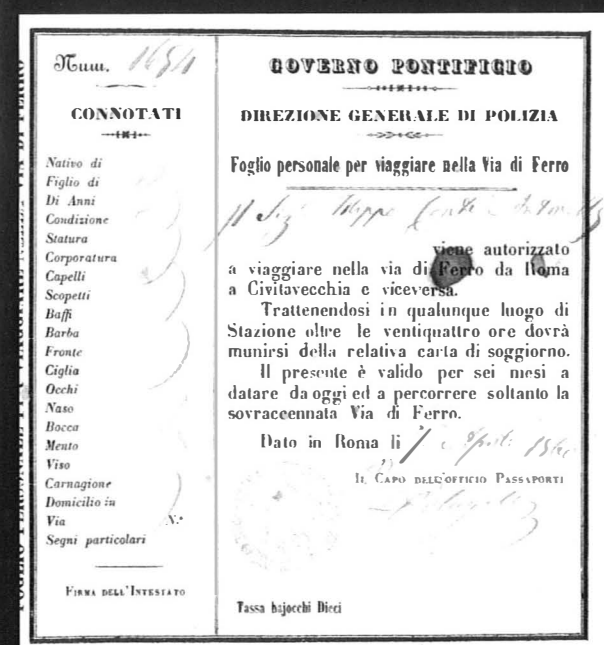 Num. 1654
CONNOTATI
Nativo di
Figlio di
Di Anni
Condizione
Statura
Corporatura
Capelli
Scopetti
Baffi
Barba
Fronte
Ciglia
Occhi
Naso
Bocca
Mento
Viso
Carnagione
Domicilio in
Via N.º
Segni particolari
FIRMA DELL'INTESTATO
GOVERNO PONTIFICIO
DIREZIONE GENERALE DI POLIZIA
Foglio personale per viaggiare nella Via di Ferro
Il Sig Filippo Conte
viene autorizzato
a viaggiare nella via di Ferro da Roma
a Civitavecchia e viceversa.
Trattenendosi in qualunque luogo di
Stazione oltre le ventiquattro ore dovrà
munirsi della relativa carta di soggiorno.
Il presente è valido per sei mesi a
datare da oggi ed a percorrere soltanto la
sovraccennata Via di Ferro.
Dato in Roma li
IL CAPO DELL'OFFICIO PASSAPORTI
Tassa bajocchi Dieci